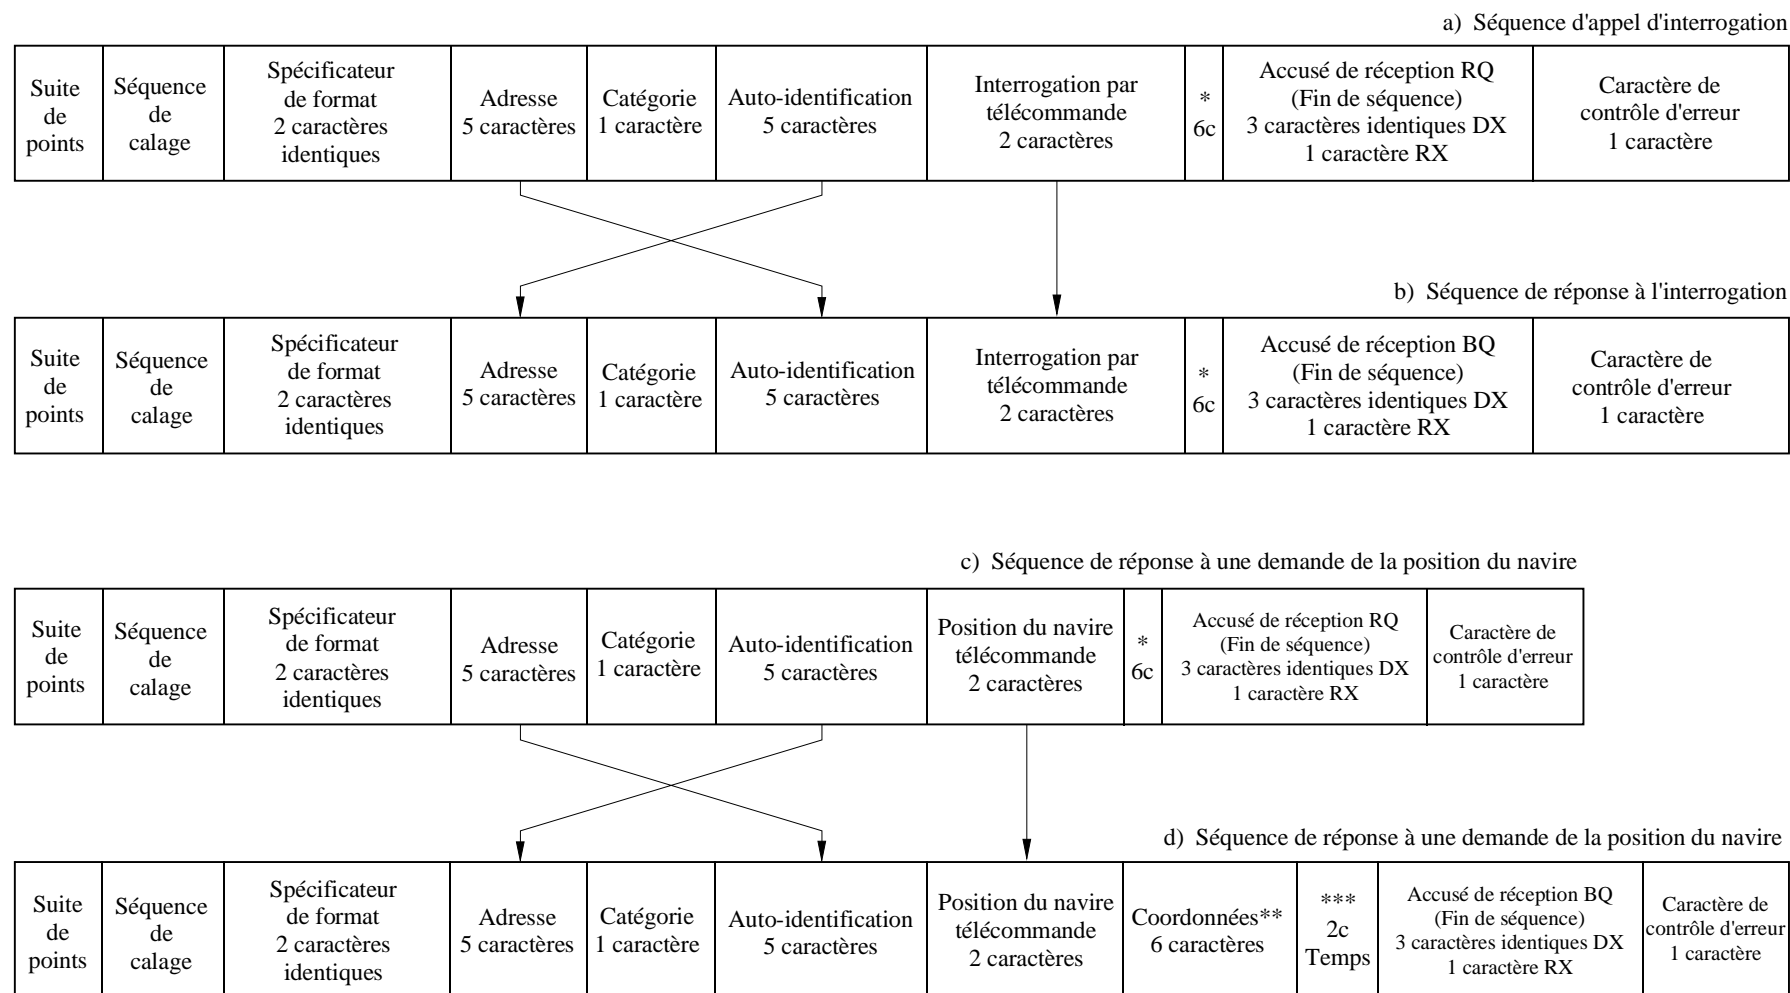 a) Séquence d'appel d'interrogation
Suite
de
points
Séquence
de
calage
Spécificateur
de format
2 caractères
identiques
Adresse
5 caractères
Catégorie
1 caractère
Auto-identification
5 caractères
Interrogation par
télécommande
2 caractères
*
6c
Accusé de réception RQ
(Fin de séquence)
3 caractères identiques DX
1 caractère RX
Caractère de
contrôle d'erreur
1 caractère
b) Séquence de réponse à l'interrogation
Suite
de
points
Séquence
de
calage
Spécificateur
de format
2 caractères
identiques
Adresse
5 caractères
Catégorie
1 caractère
Auto-identification
5 caractères
Interrogation par
télécommande
2 caractères
*
6c
Accusé de réception BQ
(Fin de séquence)
3 caractères identiques DX
1 caractère RX
Caractère de
contrôle d'erreur
1 caractère
c) Séquence de réponse à une demande de la position du navire
Suite
de
points
Séquence
de
calage
Spécificateur
de format
2 caractères
identiques
Adresse
5 caractères
Catégorie
1 caractère
Auto-identification
5 caractères
Position du navire
télécommande
2 caractères
*
6c
Accusé de réception RQ
(Fin de séquence)
3 caractères identiques DX
1 caractère RX
Caractère de
contrôle d'erreur
1 caractère
d) Séquence de réponse à une demande de la position du navire
Suite
de
points
Séquence
de
calage
Spécificateur
de format
2 caractères
identiques
Adresse
5 caractères
Catégorie
1 caractère
Auto-identification
5 caractères
Position du navire
télécommande
2 caractères
Coordonnées**
6 caractères
***
2c
Temps
Accusé de réception BQ
(Fin de séquence)
3 caractères identiques DX
1 caractère RX
Caractère de
contrôle d'erreur
1 caractère